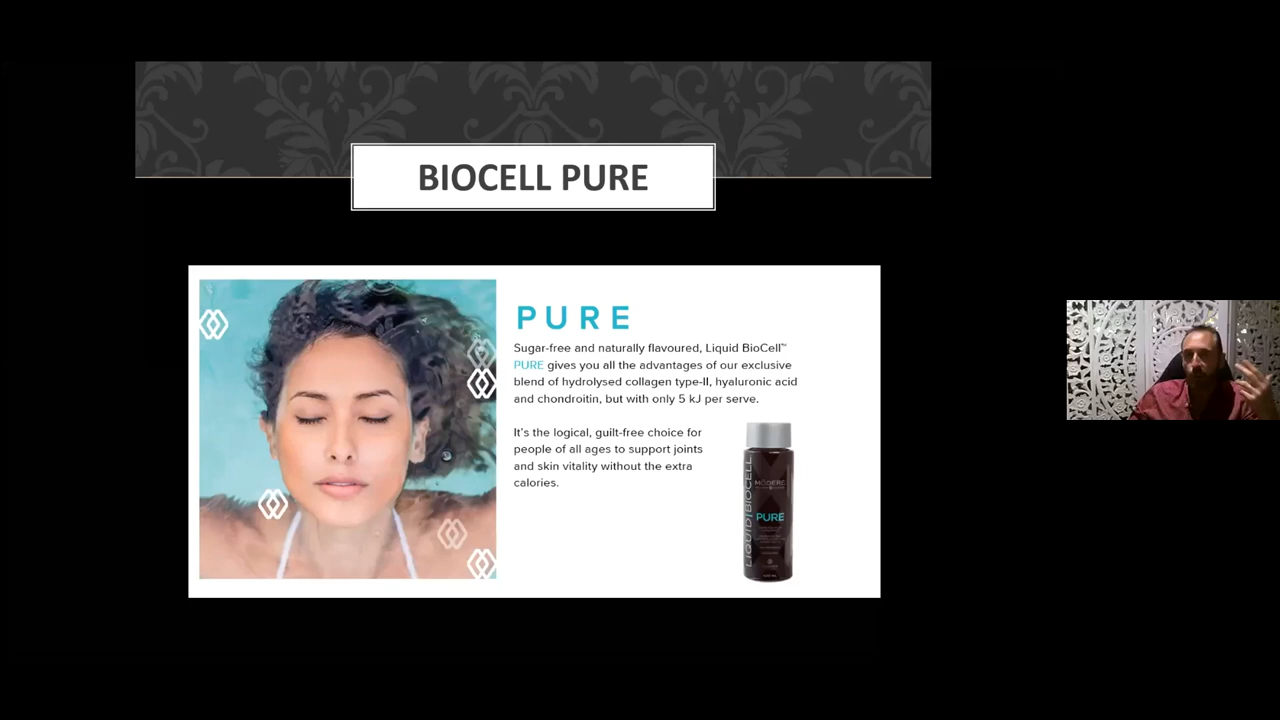 BIOCELL PURE
PURE
Sugar-free and naturally flavoured, Liquid BioCell™
PURE gives you all the advantages of our exclusive
blend of hydrolysed collagen type-II, hyaluronic acid
and chondroitin, but with only 5 kJ per serve.
It's the logical, guilt-free choice for
people of all ages to support joints
and skin vitality without the extra
calories.
LIQUID|BIOCELL
MODERE
PURE